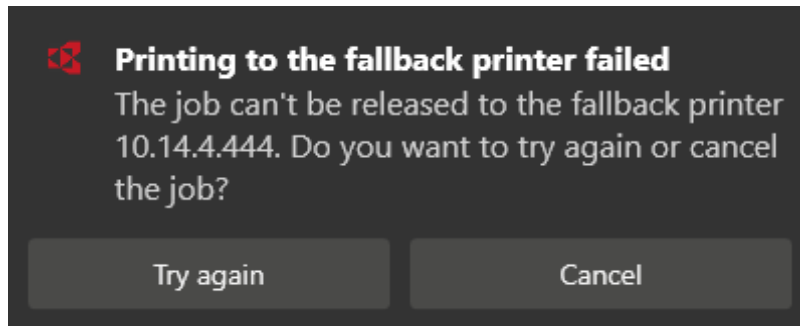 Printing to the fallback printer failed
The job can't be released to the fallback printer
10.14.4.444. Do you want to try again or cancel
the job?
Try again
Cancel